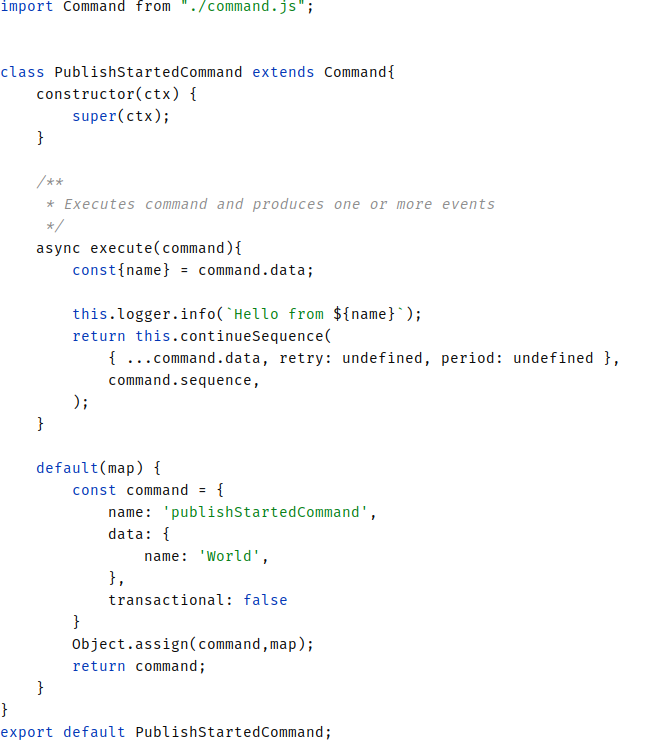 import Command from "./command.js";


class PublishStartedCommand extends Command{
    constructor(ctx) {
        super(ctx);
    }

    /**
     * Executes command and produces one or more events
     */
    async execute(command){
        const{name} = command.data;

        this.logger.info(`Hello from ${name}`);
        return this.continueSequence(
            { ...command.data, retry: undefined, period: undefined },
            command.sequence,
        );
    }

    default(map) {
        const command = {
            name: 'publishStartedCommand',
            data: {
                name: 'World',
            },
            transactional: false
        }
        Object.assign(command,map);
        return command;
    }
}
export default PublishStartedCommand;